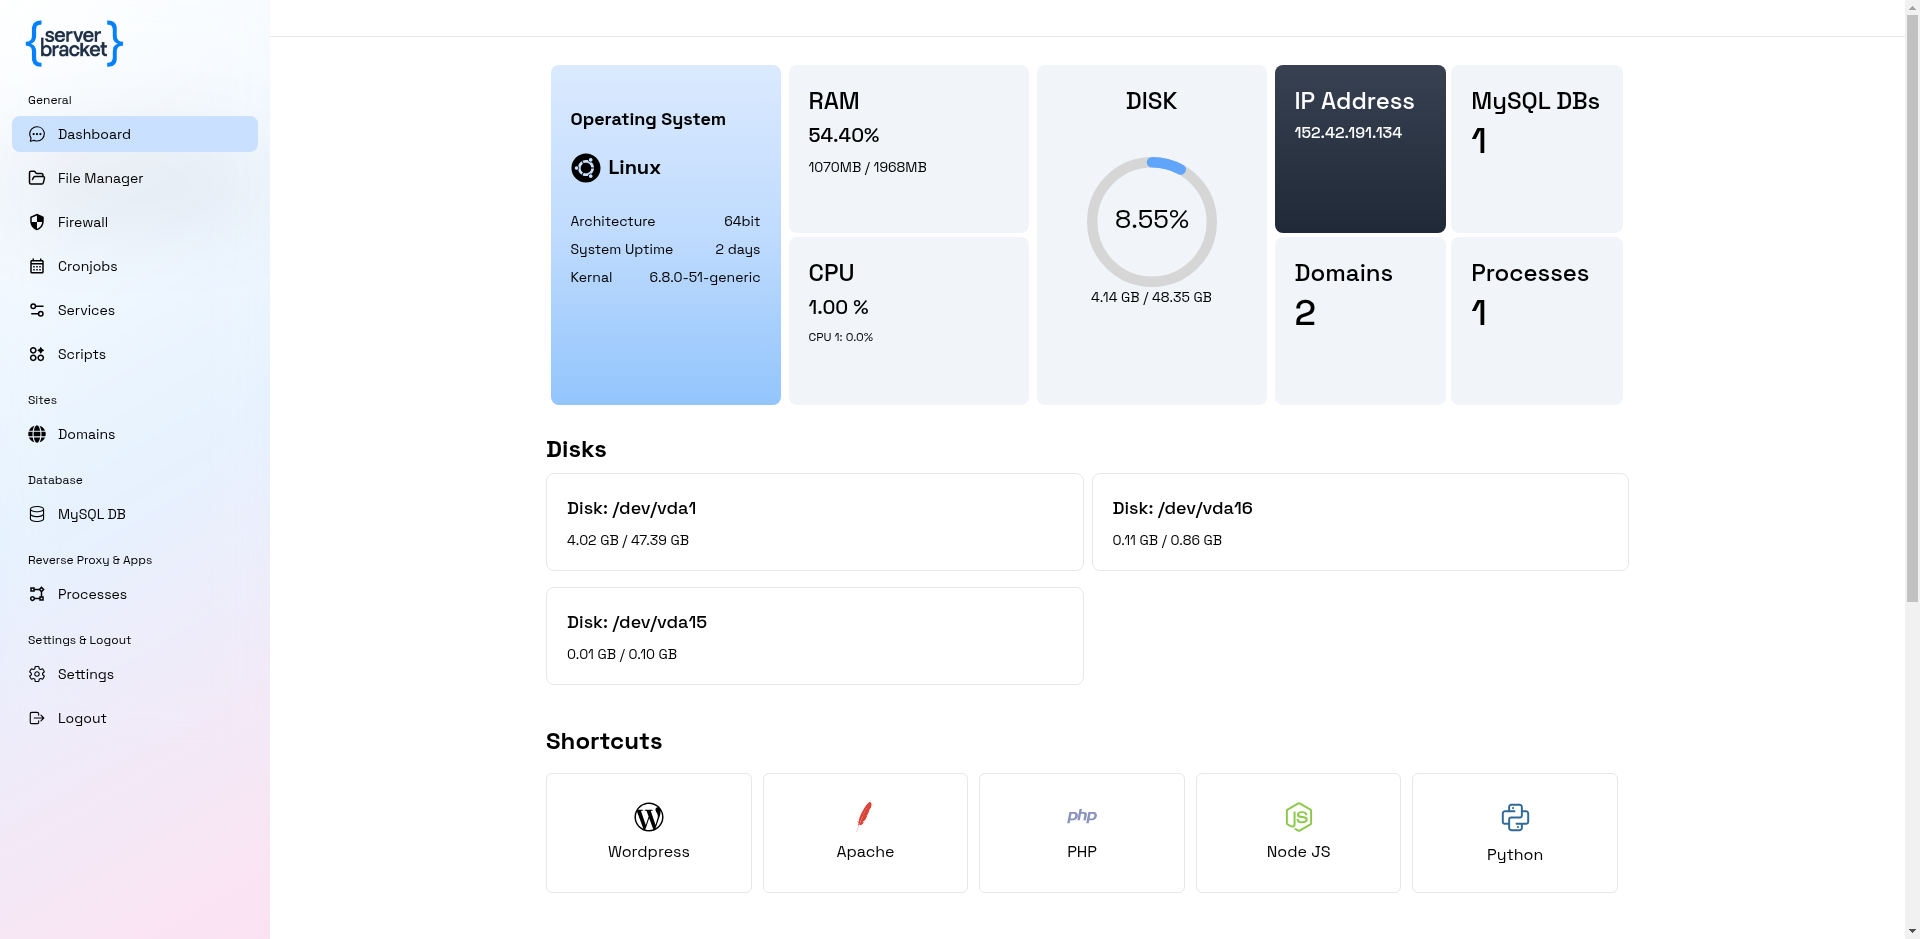 server
bracket
General
Dashboard
File Manager
Firewall
Cronjobs
Services
Scripts
Sites
Domains
Database
MySQL DB
Reverse Proxy & Apps
Processes
Settings & Logout
Settings
Logout
Operating System
Linux
Architecture 64bit
System Uptime 2 days
Kernal 6.8.0-51-generic
RAM
54.40%
1070MB / 1968MB
CPU
1.00 %
CPU 1: 0.0%
DISK
8.55%
4.14 GB / 48.35 GB
IP Address
152.42.191.134
MySQL DBs
1
Domains
2
Processes
1
Disks
Disk: /dev/vda1
4.02 GB / 47.39 GB
Disk: /dev/vda16
0.11 GB / 0.86 GB
Disk: /dev/vda15
0.01 GB / 0.10 GB
Shortcuts
Wordpress
Apache
php
PHP
JS
Node JS
Python